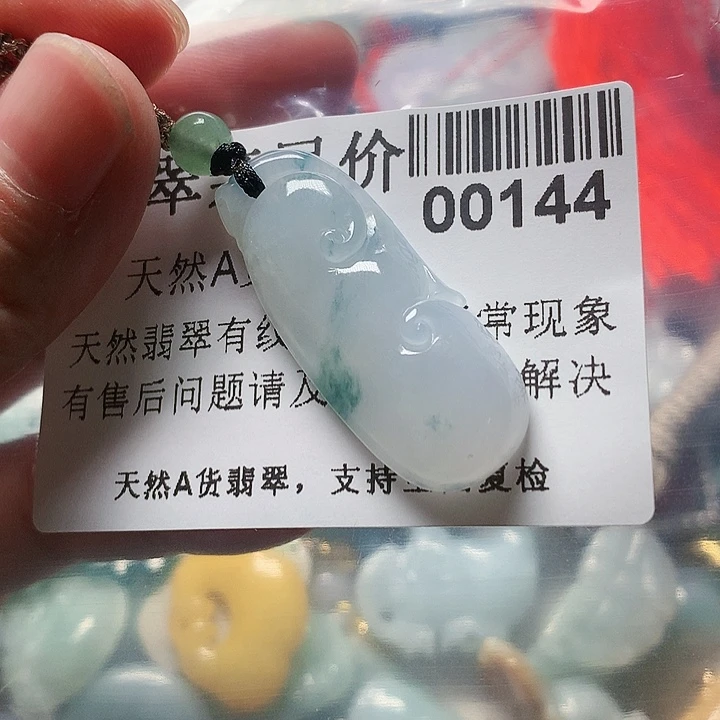 翠 价
00144
天然A
天然翡翠有纹 常现象
有售后问题请及 解决
天然A货翡翠，支持 复检